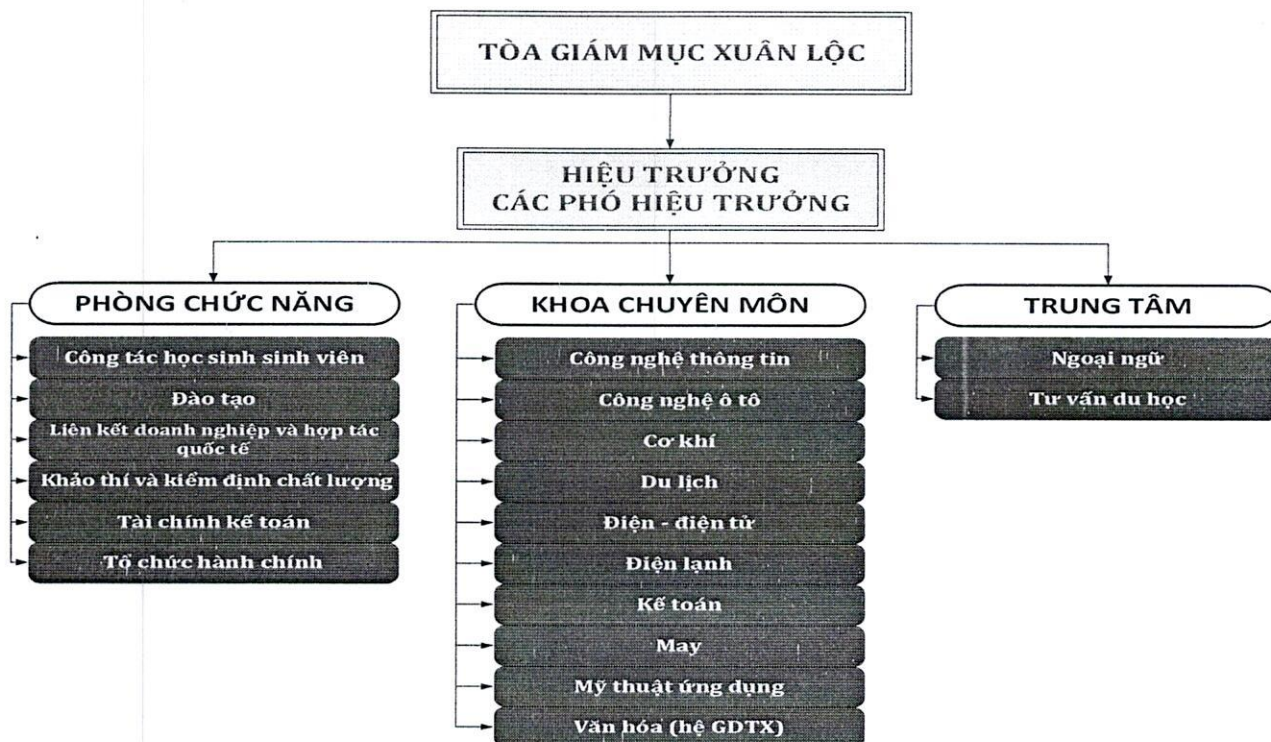 TÒA GIÁM MỤC XUÂN LỘC
HIỆU TRƯỞNG
CÁC PHÓ HIỆU TRƯỞNG
PHÒNG CHỨC NĂNG
Công tác học sinh sinh viên
Đào tạo
Liên kết doanh nghiệp và hợp tác
quốc tế
Khảo thí và kiểm định chất lượng
Tài chính kế toán
Tổ chức hành chính
KHOA CHUYÊN MÔN
Công nghệ thông tin
Công nghệ ô tô
Cơ khí
Du lịch
Điện - điện tử
Điện lạnh
Kế toán
May
Mỹ thuật ứng dụng
Văn hóa (hệ GDTX)
TRUNG TÂM
Ngoại ngữ
Tư vấn du học